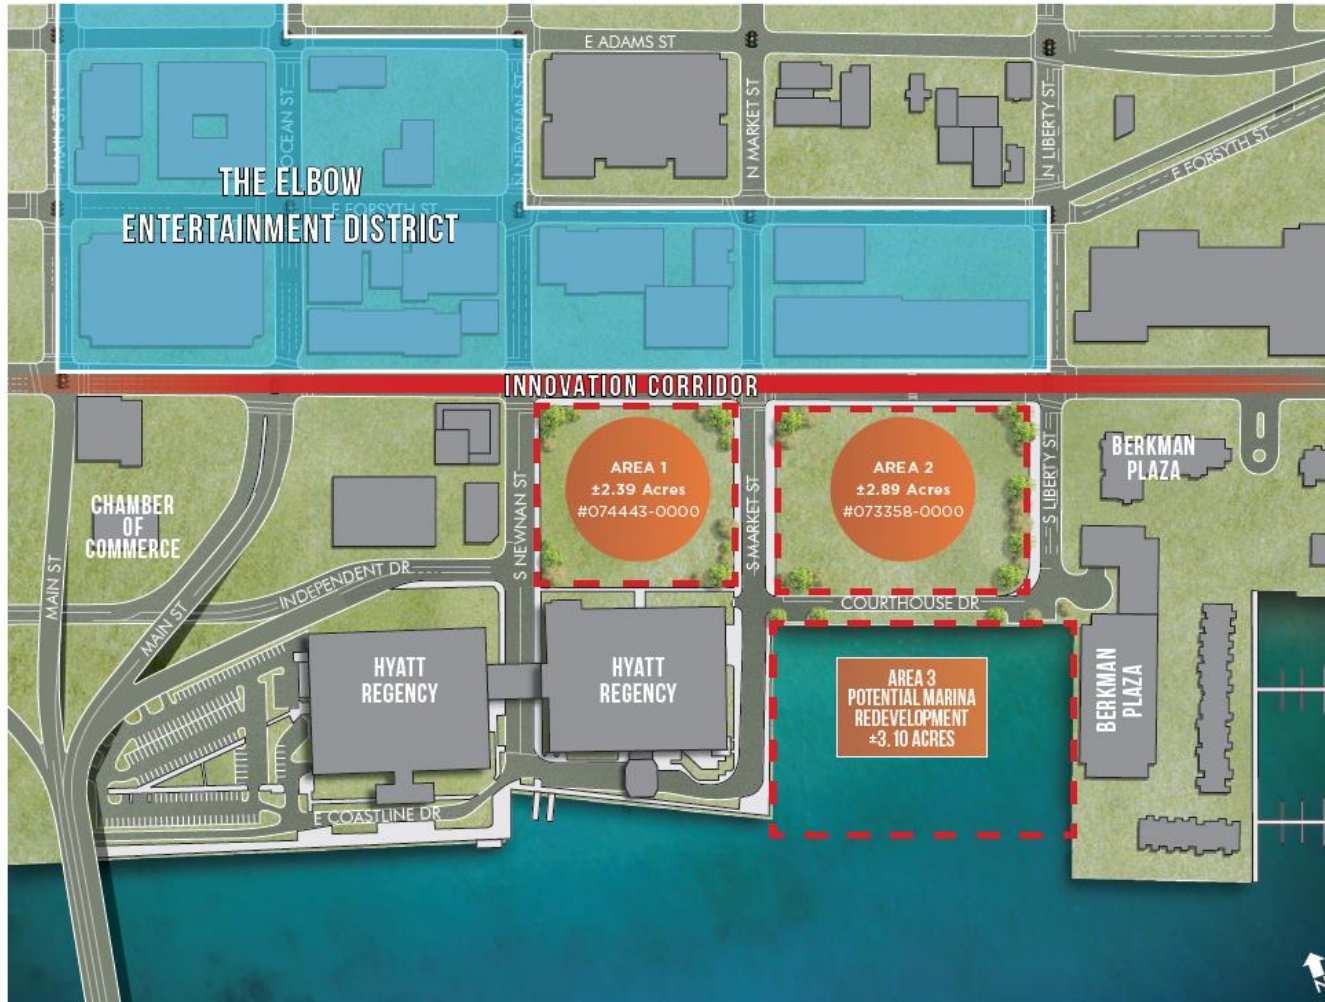 E ADAMS ST
MAIN ST N
OCEAN ST
N NEWNAN ST
N MARKET ST
N LIBERTY ST
E FORSYTH ST
THE ELBOW
ENTERTAINMENT DISTRICT
E FORSYTH ST
INNOVATION CORRIDOR
AREA 1
±2.39 Acres
#074443-0000
AREA 2
±2.89 Acres
#073358-0000
BERKMAN
PLAZA
CHAMBER
OF
COMMERCE
S NEWNAN ST
S MARKET ST
S LIBERTY ST
MAIN ST
INDEPENDENT DR
MAIN ST
COURTHOUSE DR
HYATT
REGENCY
HYATT
REGENCY
AREA 3
POTENTIAL MARINA
REDEVELOPMENT
±3.10 ACRES
BERKMAN
PLAZA
E COASTLINE DR
N